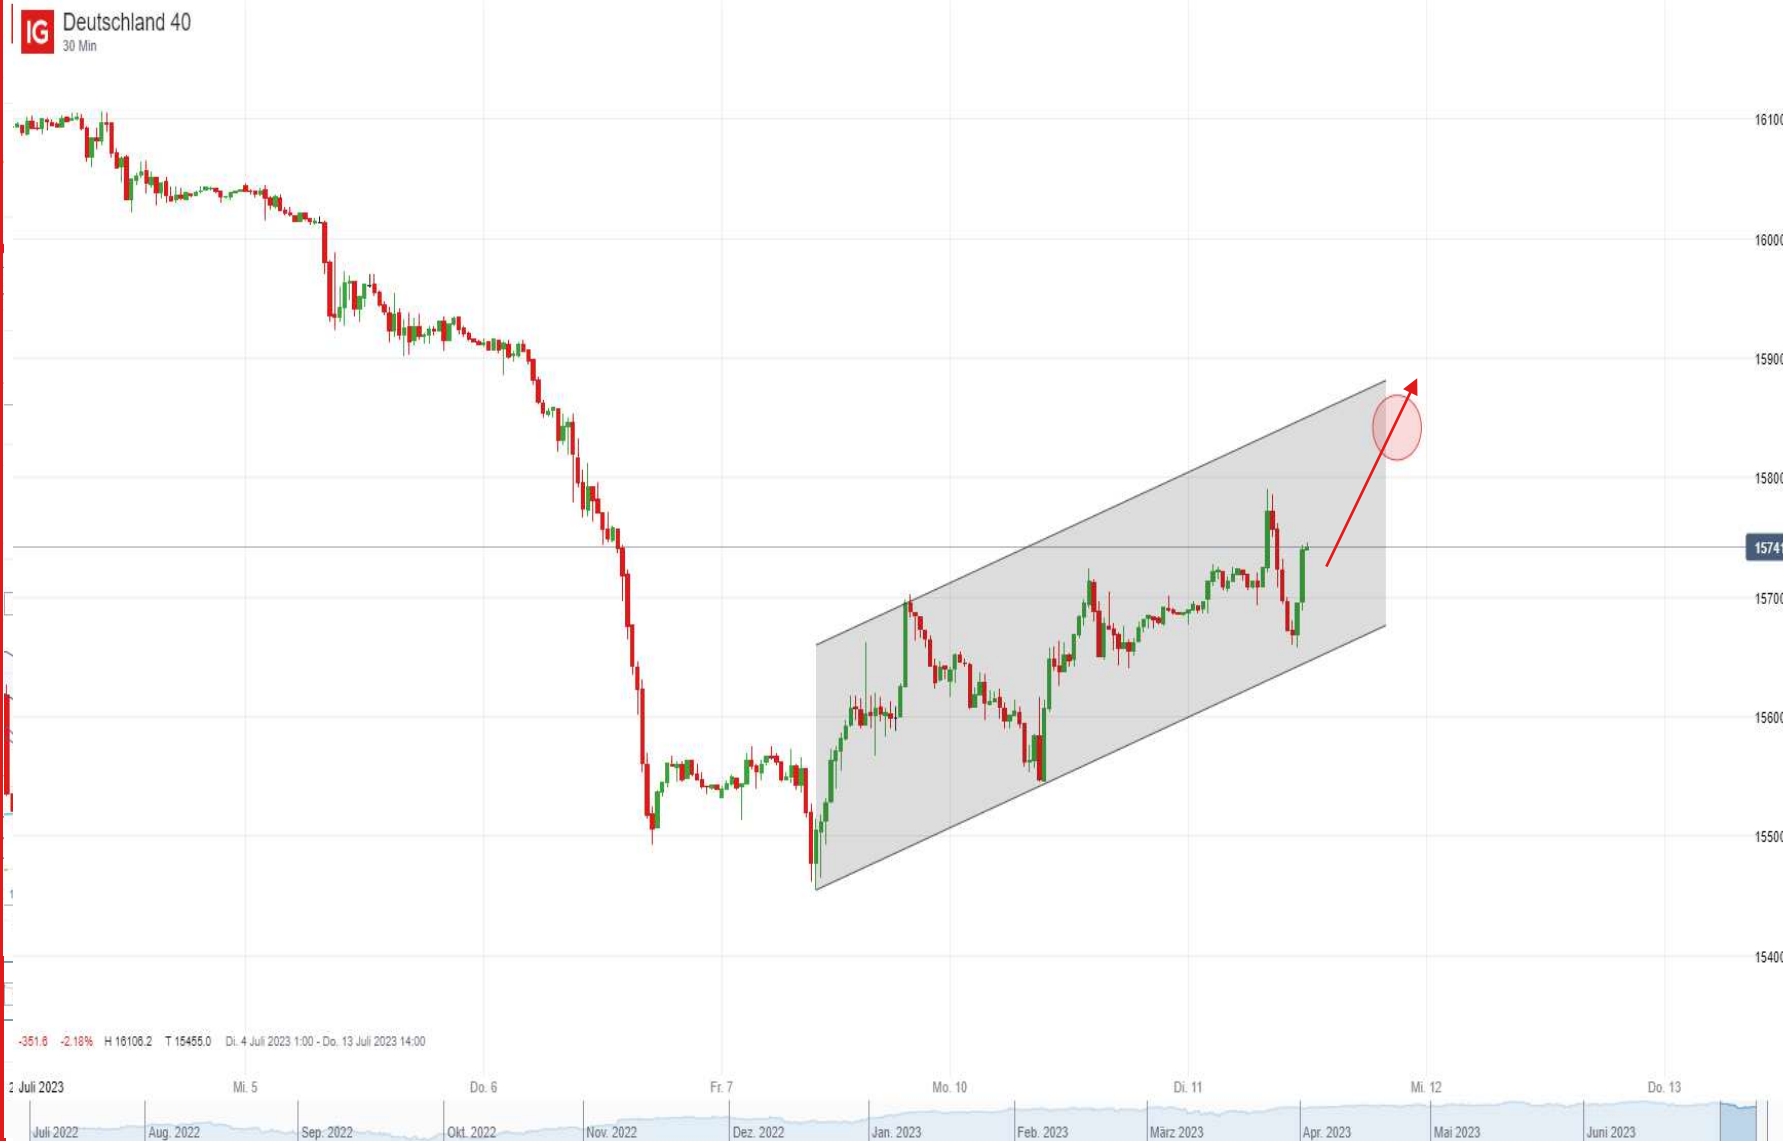 IG Deutschland 40
30 Min
16100
16000
15900
15800
15741
15700
15600
15500
15400
-351.6 -2.18% H 16106.2 T 15455.0 Di. 4 Juli 2023 1:00 - Do. 13 Juli 2023 14:00
Juli 2023 Mi. 5 Do. 6 Fr. 7 Mo. 10 Di. 11 Mi. 12 Do. 13
Juli 2022 Aug. 2022 Sep. 2022 Okt. 2022 Nov. 2022 Dez. 2022 Jan. 2023 Feb. 2023 März 2023 Apr. 2023 Mai 2023 Juni 2023